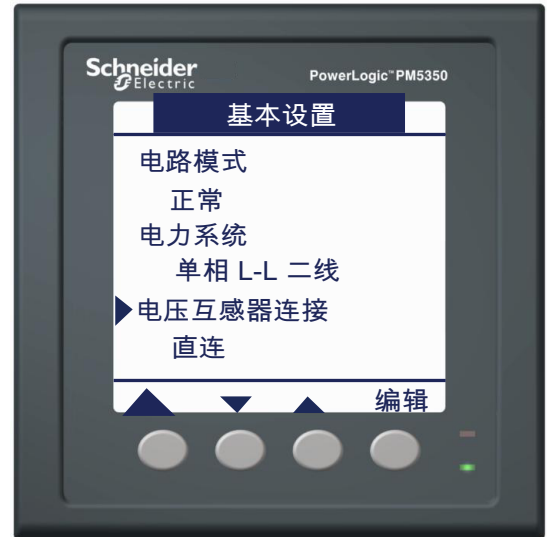 Schneider
Electric
PowerLogic™ PM5350
基本设置
电路模式
正常
电力系统
单相 L-L 二线
电压互感器连接
直连
编辑